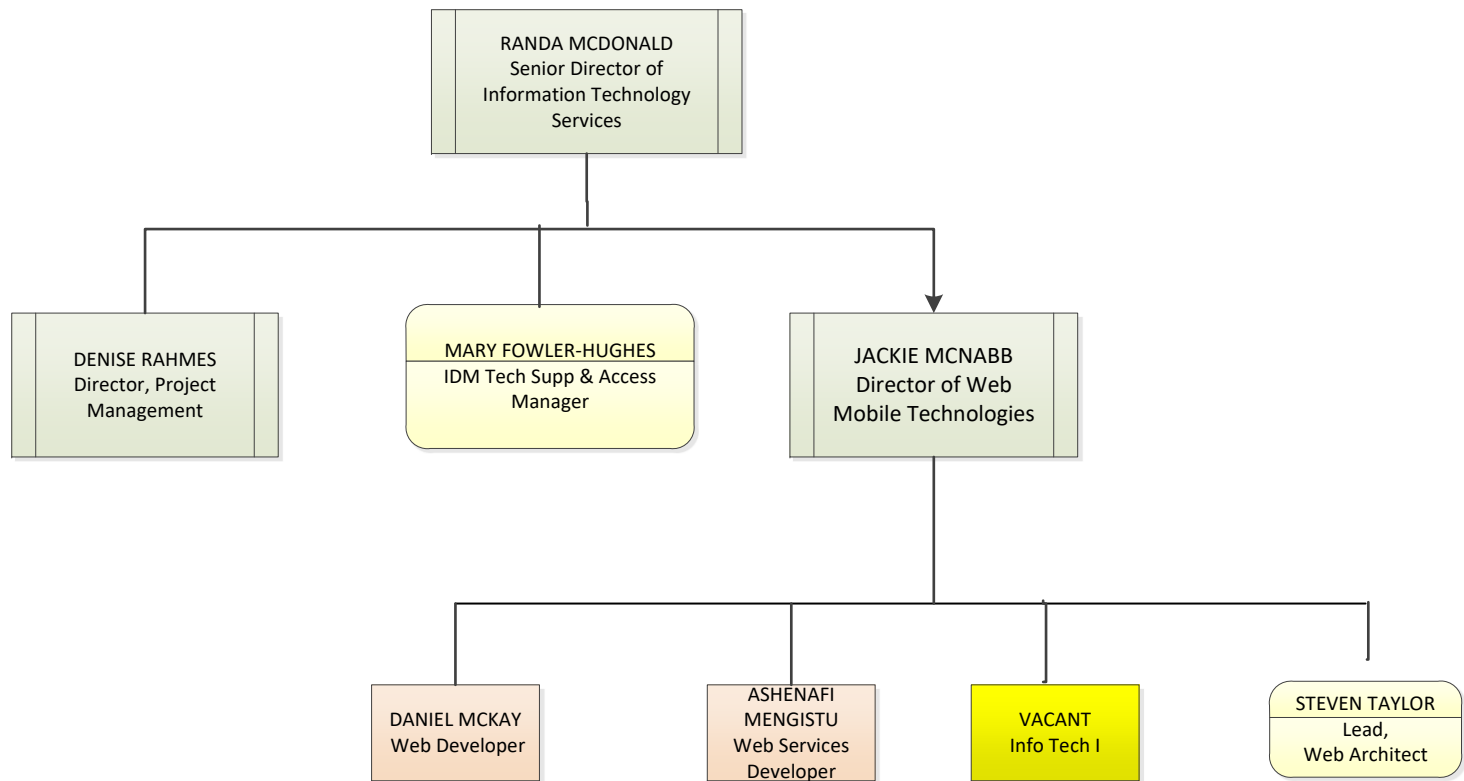 RANDA MCDONALD
Senior Director of
Information Technology
Services
DENISE RAHMES
Director, Project
Management
MARY FOWLER-HUGHES
IDM Tech Supp & Access
Manager
JACKIE MCNABB
Director of Web
Mobile Technologies
DANIEL MCKAY
Web Developer
ASHENAFI
MENGISTU
Web Services
Developer
VACANT
Info Tech I
STEVEN TAYLOR
Lead,
Web Architect